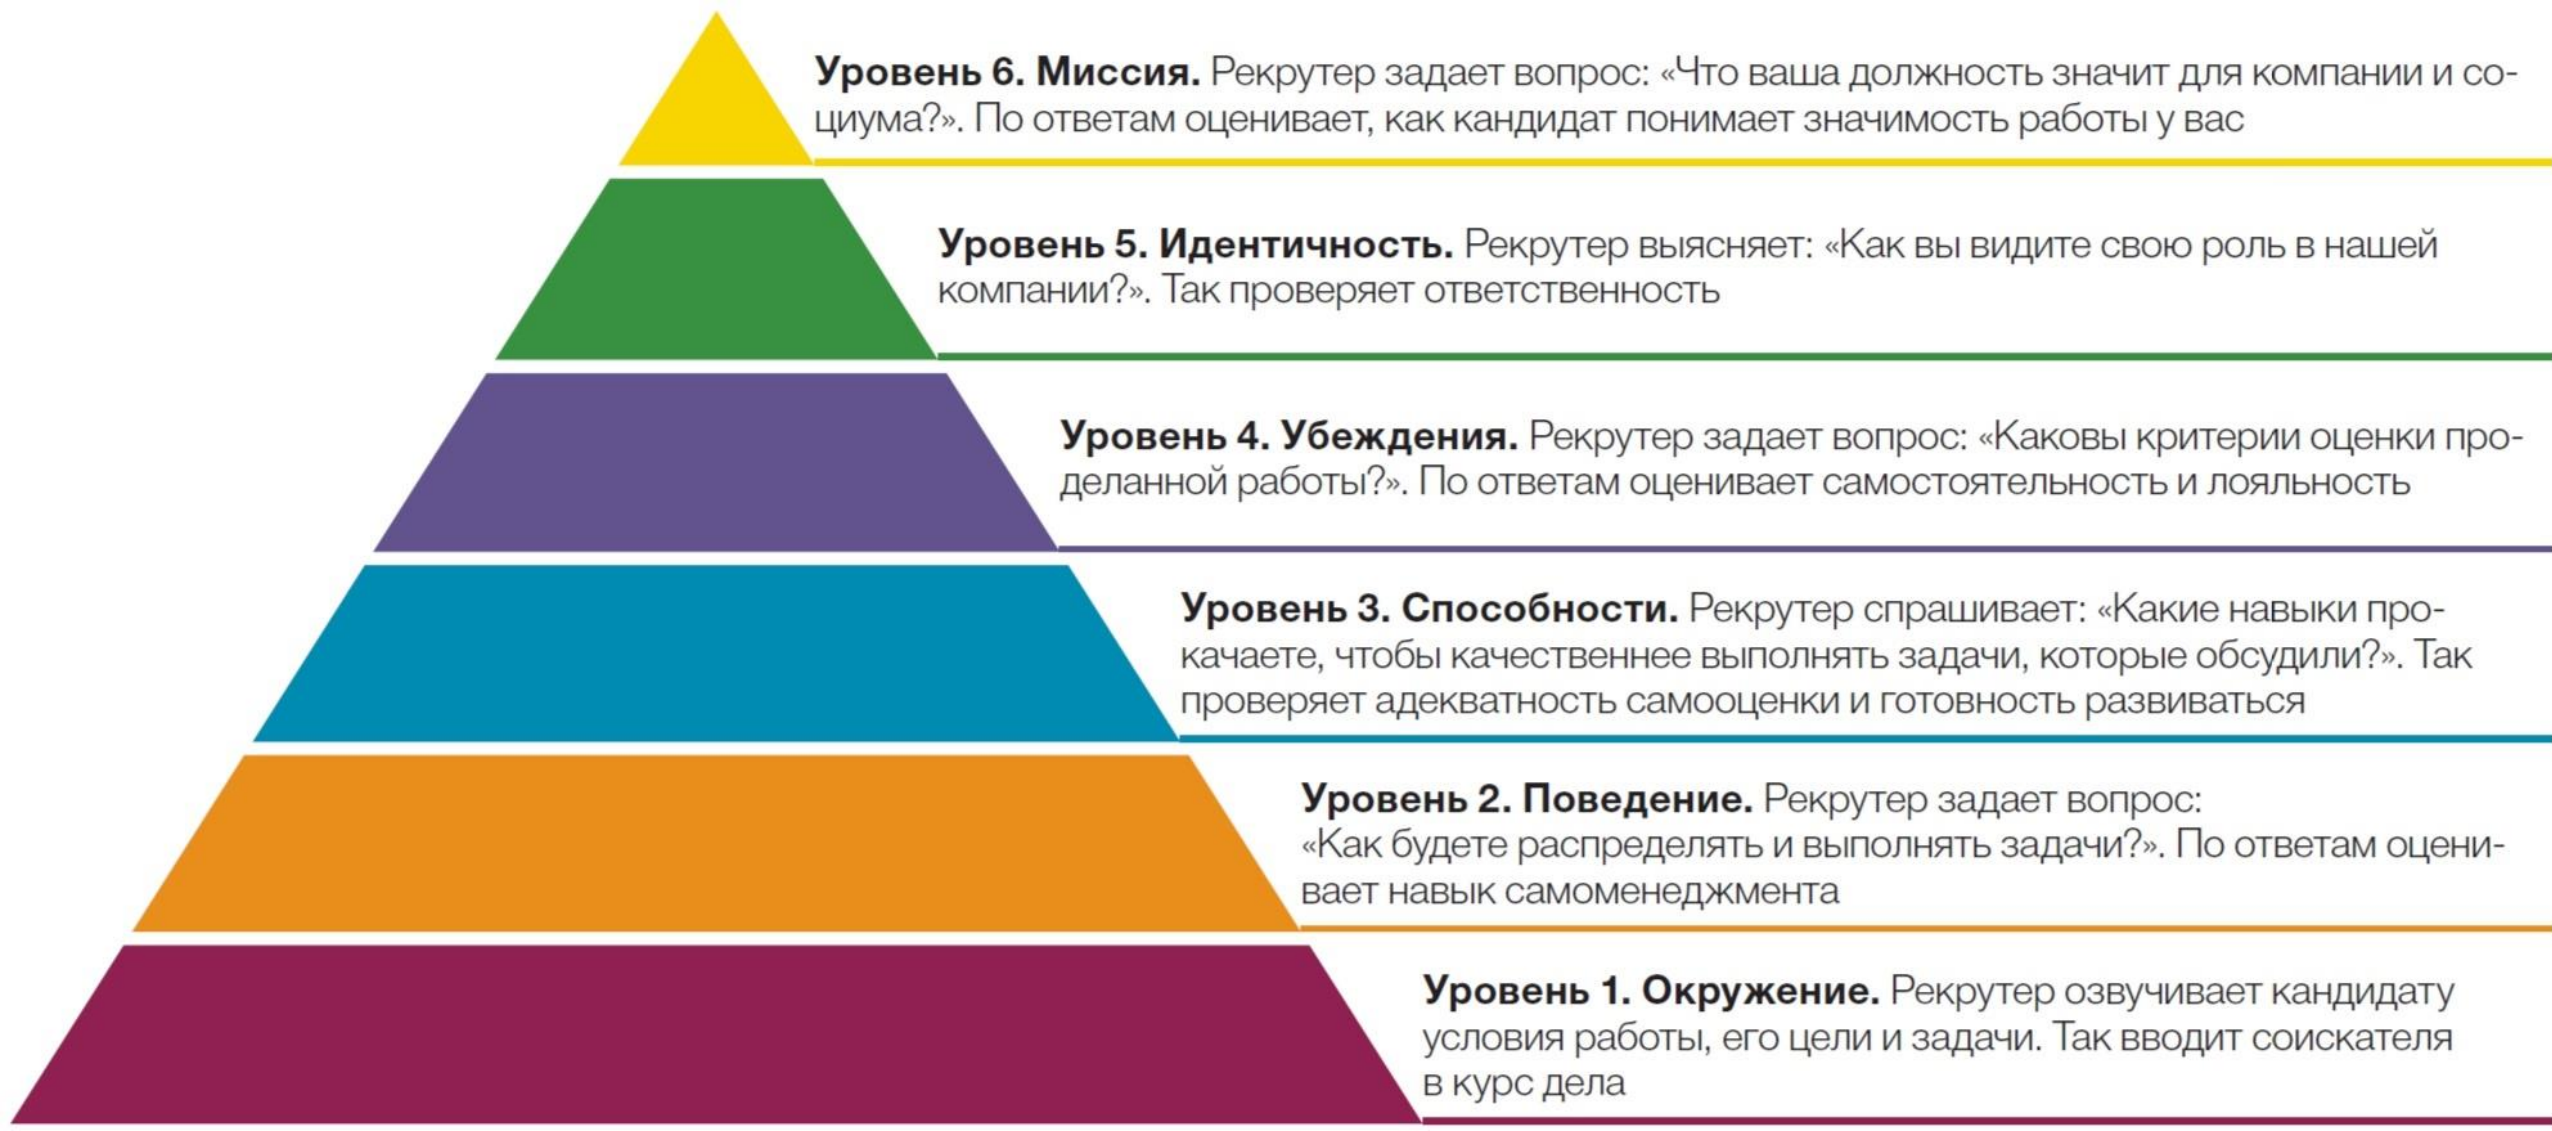 Уровень 6. Миссия. Рекрутер задает вопрос: «Что ваша должность значит для компании и со-
циума?». По ответам оценивает, как кандидат понимает значимость работы у вас
Уровень 5. Идентичность. Рекрутер выясняет: «Как вы видите свою роль в нашей
компании?». Так проверяет ответственность
Уровень 4. Убеждения. Рекрутер задает вопрос: «Каковы критерии оценки про-
деланной работы?». По ответам оценивает самостоятельность и лояльность
Уровень 3. Способности. Рекрутер спрашивает: «Какие навыки про-
качаете, чтобы качественнее выполнять задачи, которые обсудили?». Так
проверяет адекватность самооценки и готовность развиваться
Уровень 2. Поведение. Рекрутер задает вопрос:
«Как будете распределять и выполнять задачи?». По ответам оцени-
вает навык самоменеджмента
Уровень 1. Окружение. Рекрутер озвучивает кандидату
условия работы, его цели и задачи. Так вводит соискателя
в курс дела